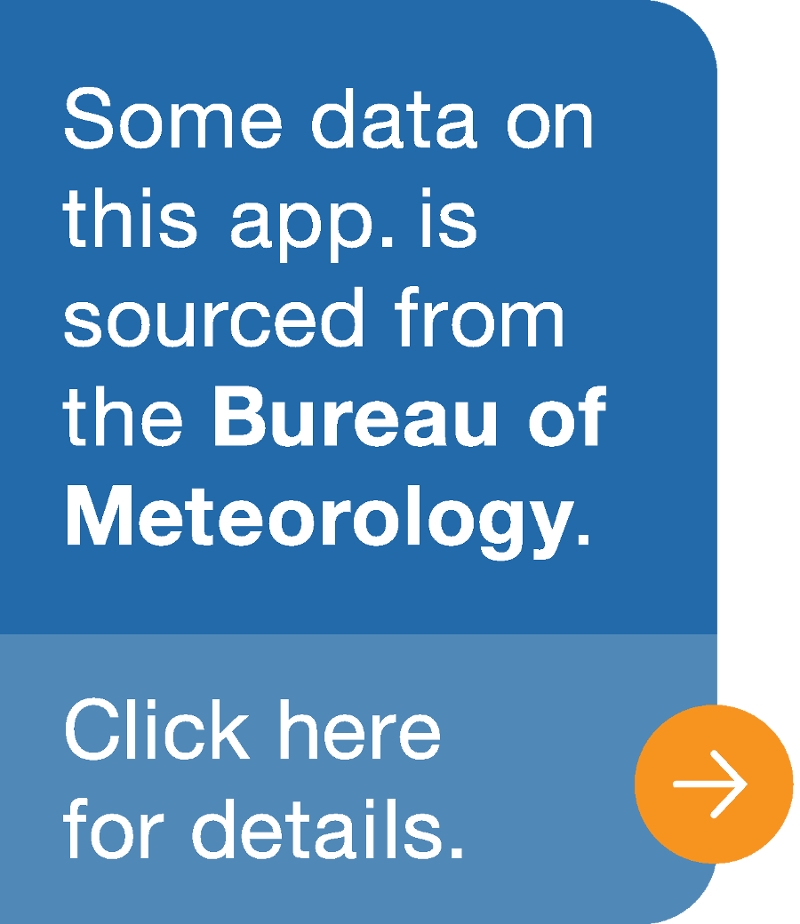 Some data on
this app. is
sourced from
the Bureau of
Meteorology.
Click here
for details.